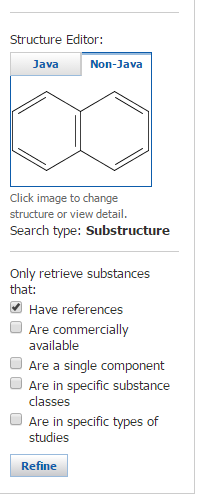 Structure Editor:
Java Non-Java
Click image to change
structure or view detail.
Search type: Substructure
Only retrieve substances
that:
Have references
Are commercially
available
Are a single component
Are in specific substance
classes
Are in specific types of
studies
Refine